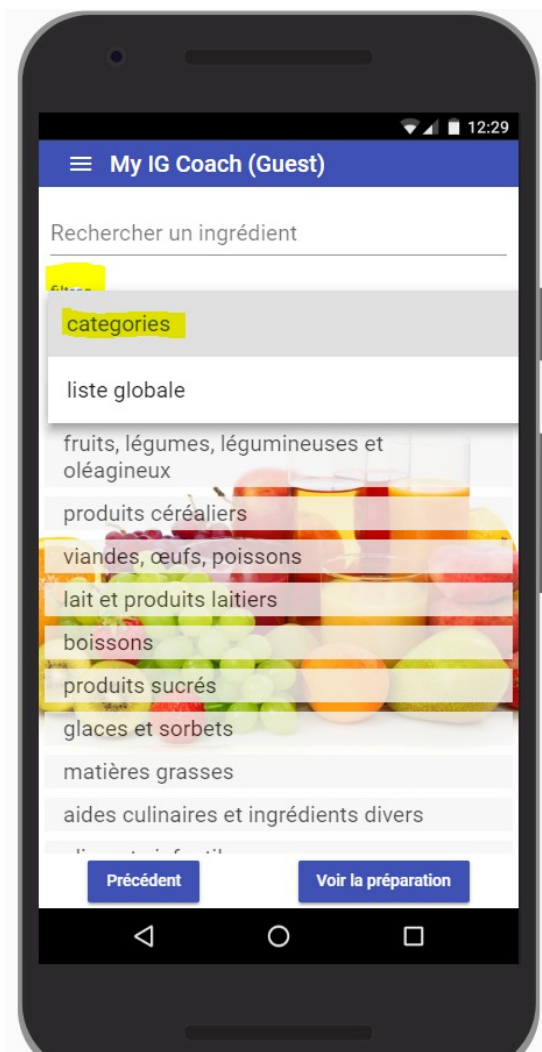 12:29
My IG Coach (Guest)
Rechercher un ingrédient
categories
liste globale
fruits, légumes, légumineuses et
oléagineux
produits céréaliers
viandes, œufs, poissons
lait et produits laitiers
boissons
produits sucrés
glaces et sorbets
matières grasses
aides culinaires et ingrédients divers
Précédent
Voir la préparation